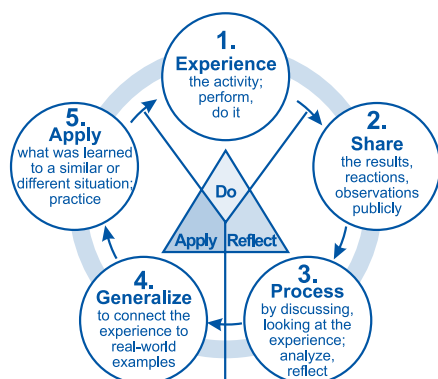 1.
Experience
the activity;
perform,
do it
2.
Share
the results,
reactions,
observations
publicly
3.
Process
by discussing,
looking at the
experience;
analyze,
reflect
4.
Generalize
to connect the
experience to
real-world
examples
5.
Apply
what was learned
to a similar or
different situation;
practice
Do
Apply
Reflect